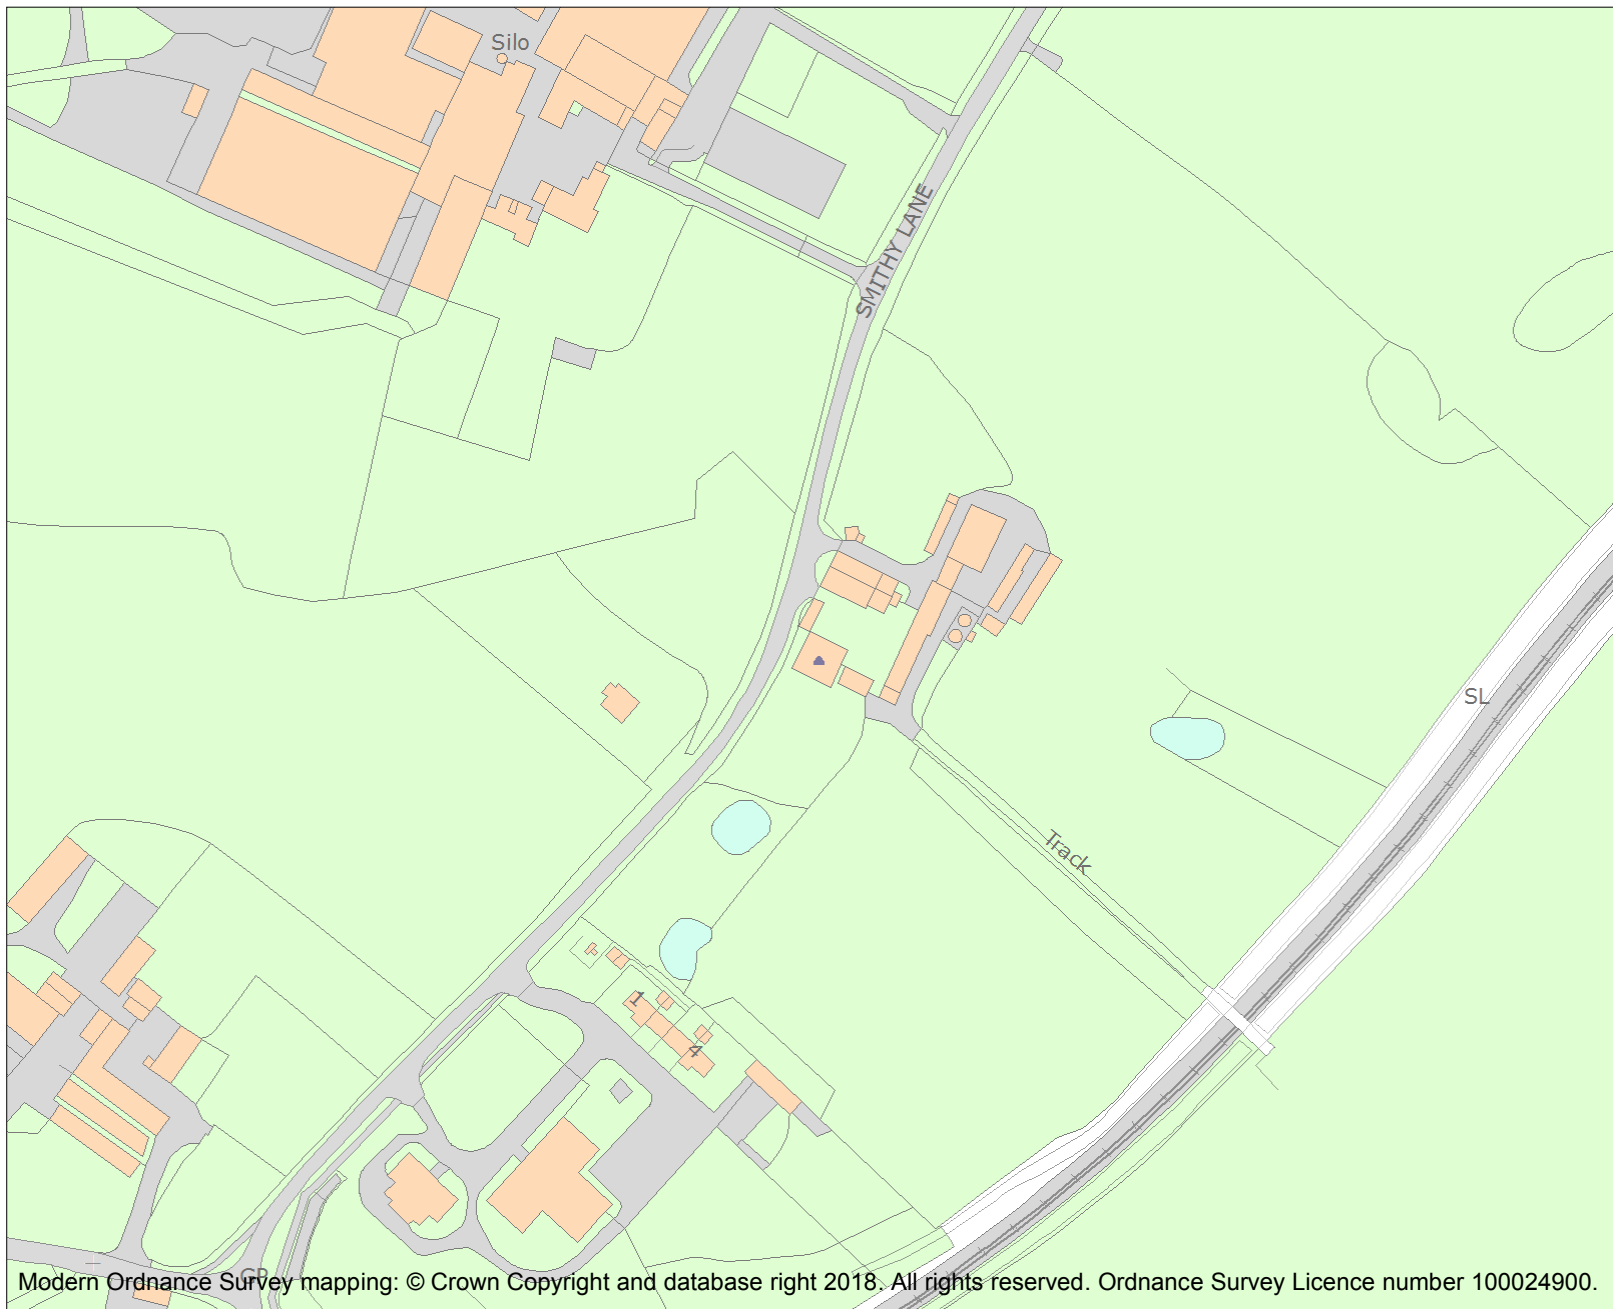 Silo
SMITHY LANE
SL
Track
1
4
GP
Modern Ordnance Survey mapping: © Crown Copyright and database right 2018. All rights reserved. Ordnance Survey Licence number 100024900.